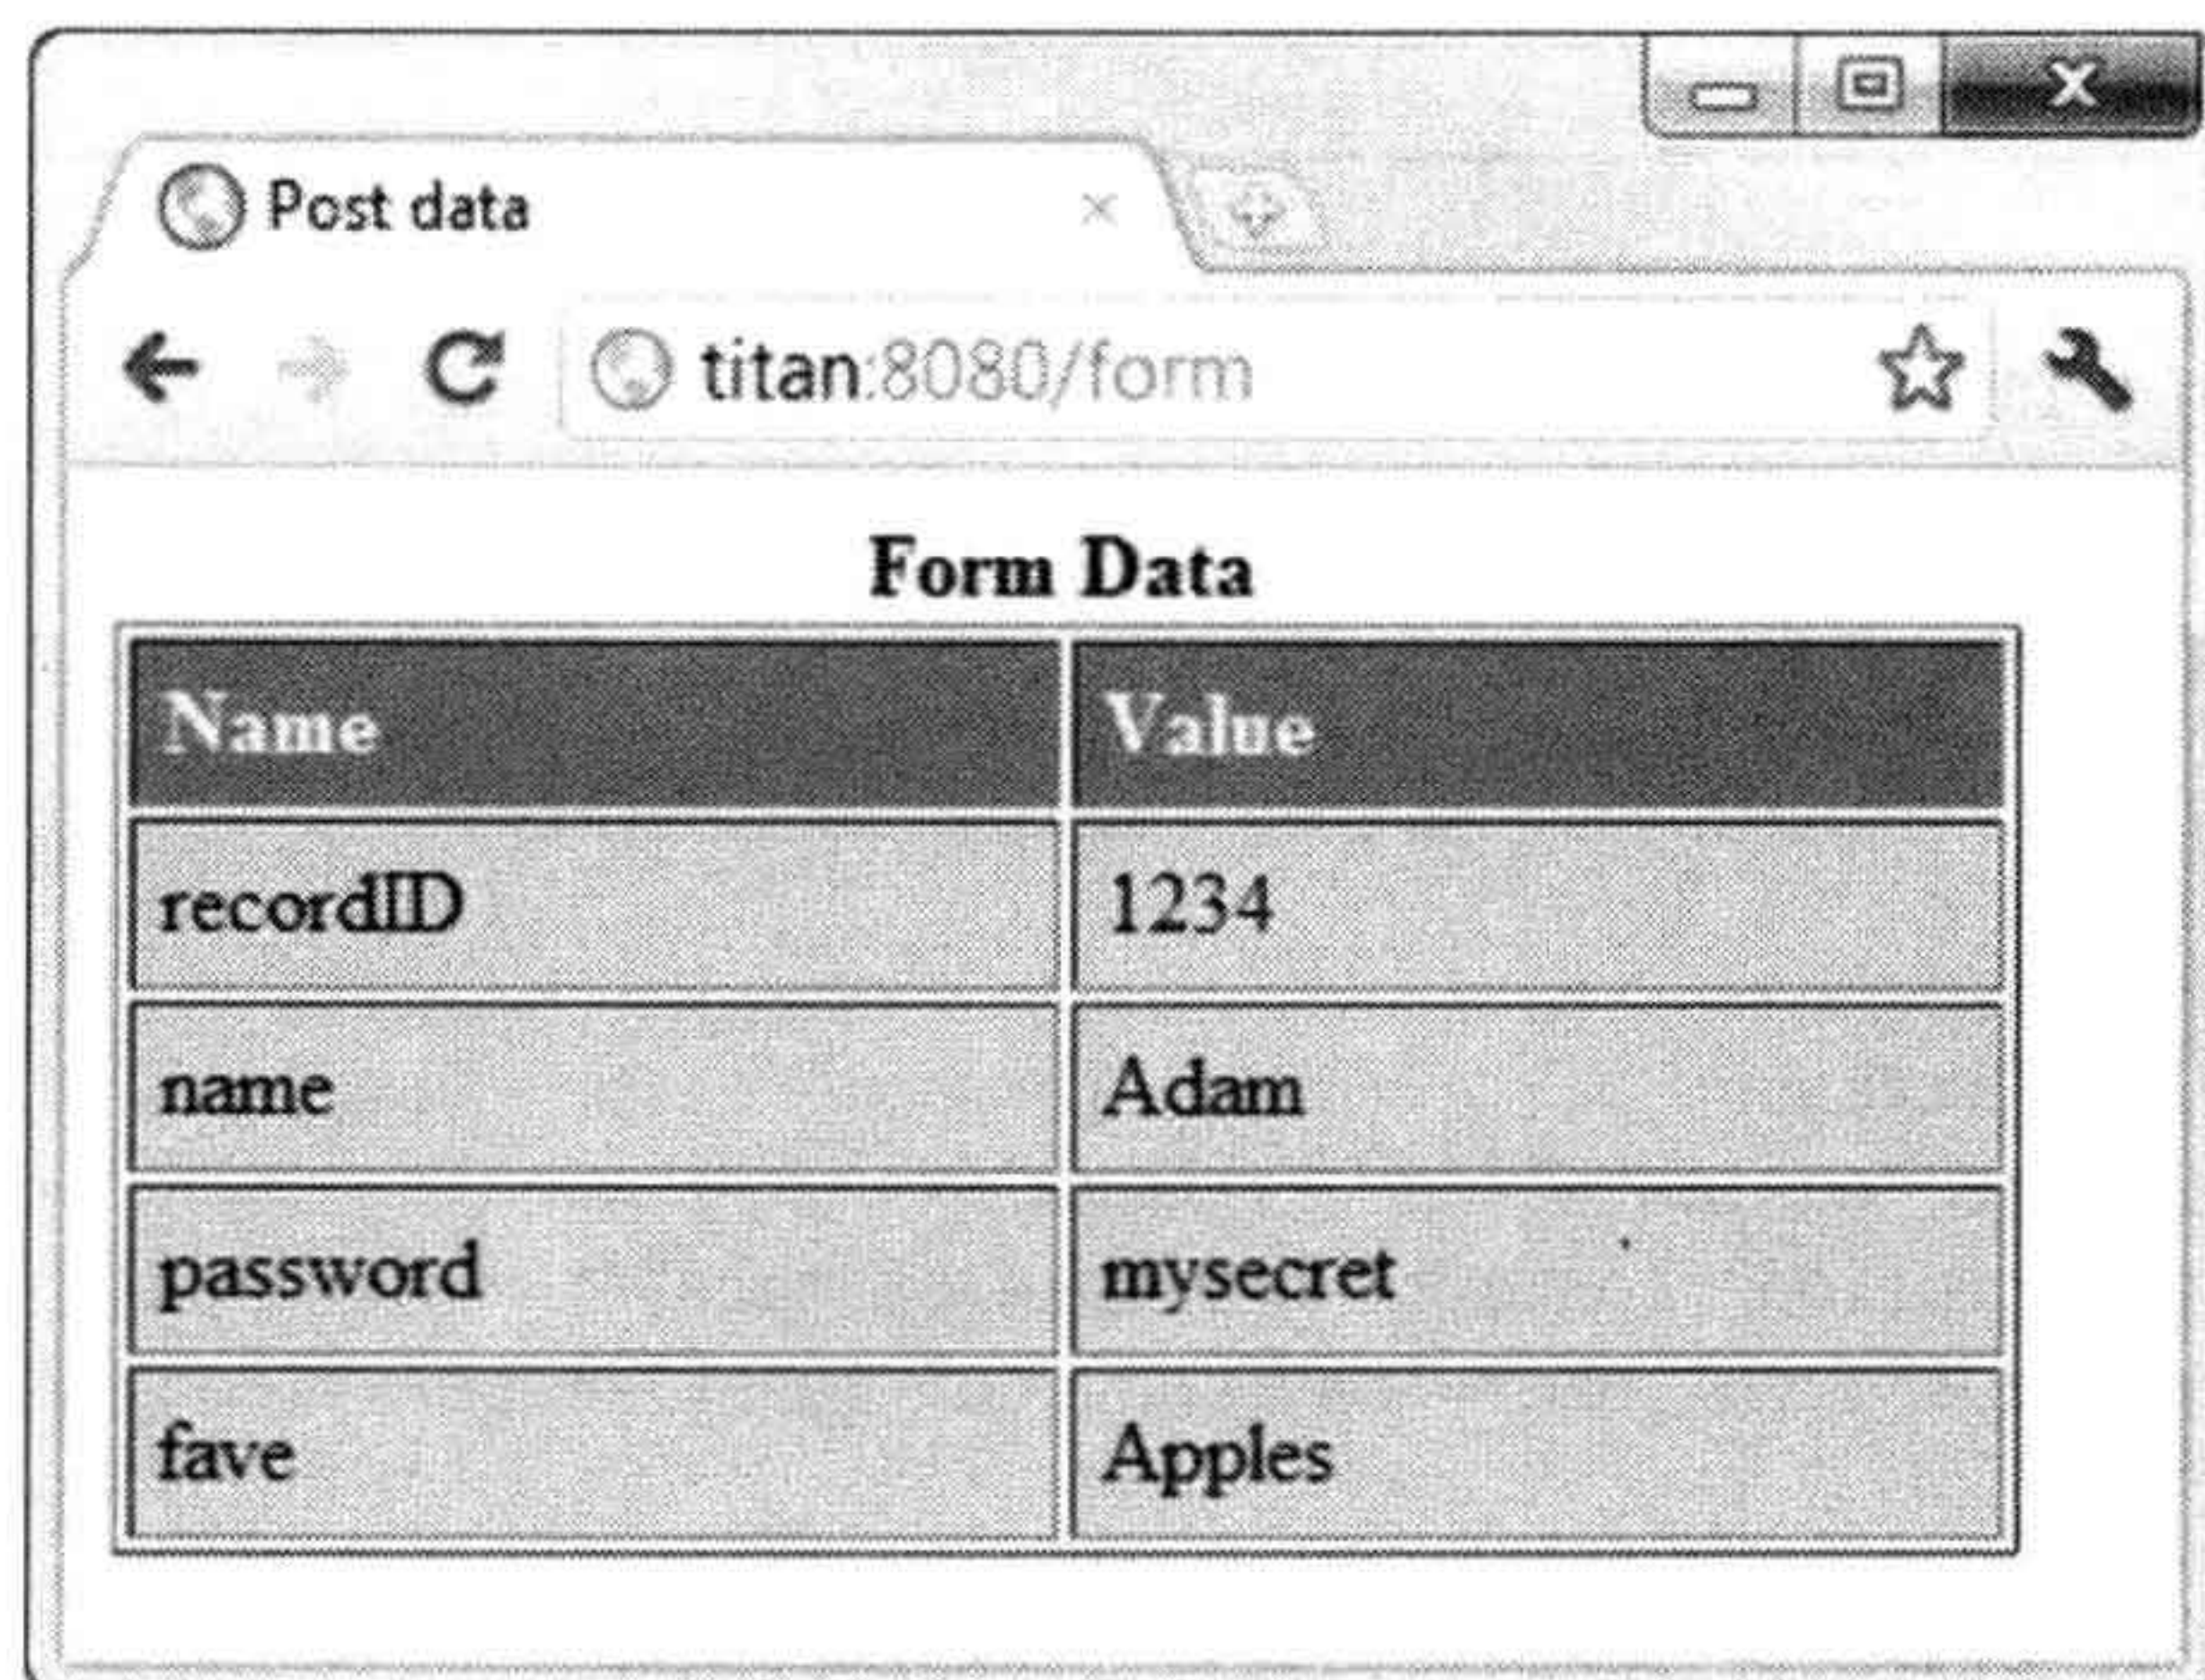 Post data
titan:8080/form
Form Data
Name Value
recordID 1234
name Adam
password mysecret
fave Apples